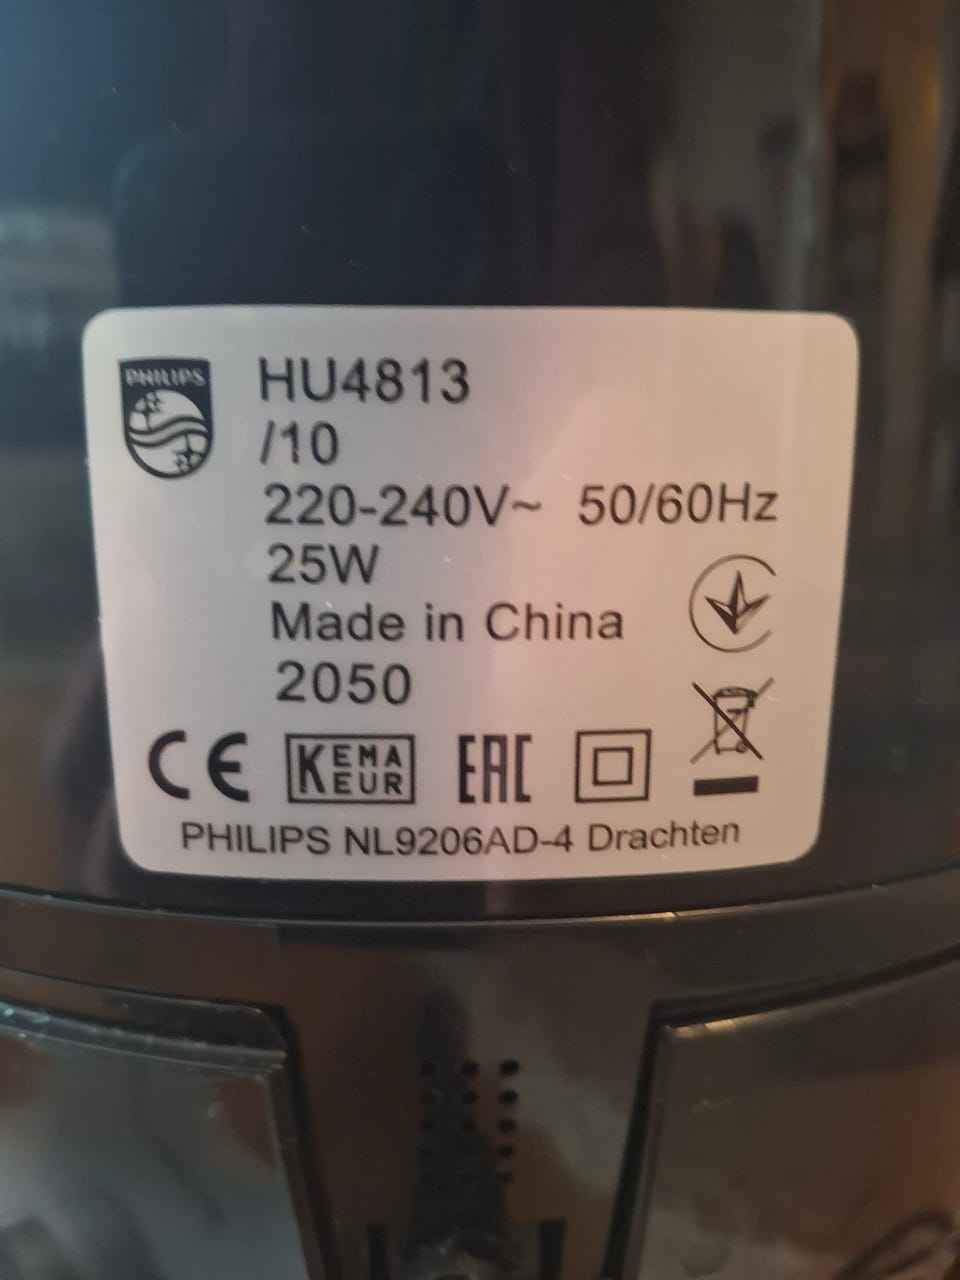 PHILIPS
HU4813
/10
220-240V~ 50/60Hz
25W
Made in China
2050
CE KEMA KEUR EAC
PHILIPS NL9206AD-4 Drachten